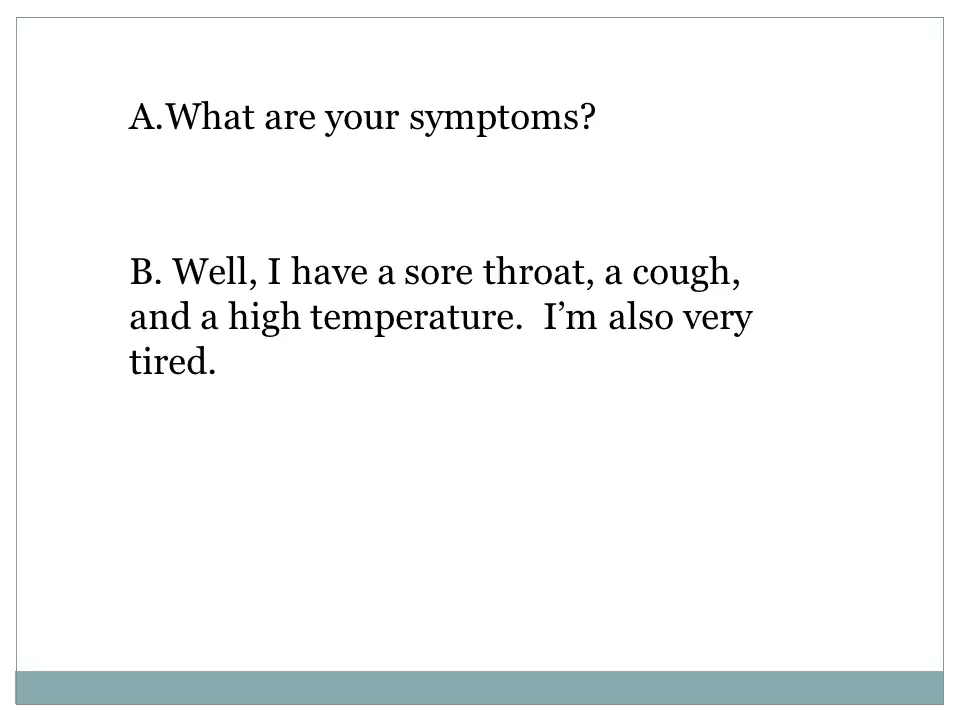 A.What are your symptoms?
B. Well, I have a sore throat, a cough,
and a high temperature.  I’m also very
tired.